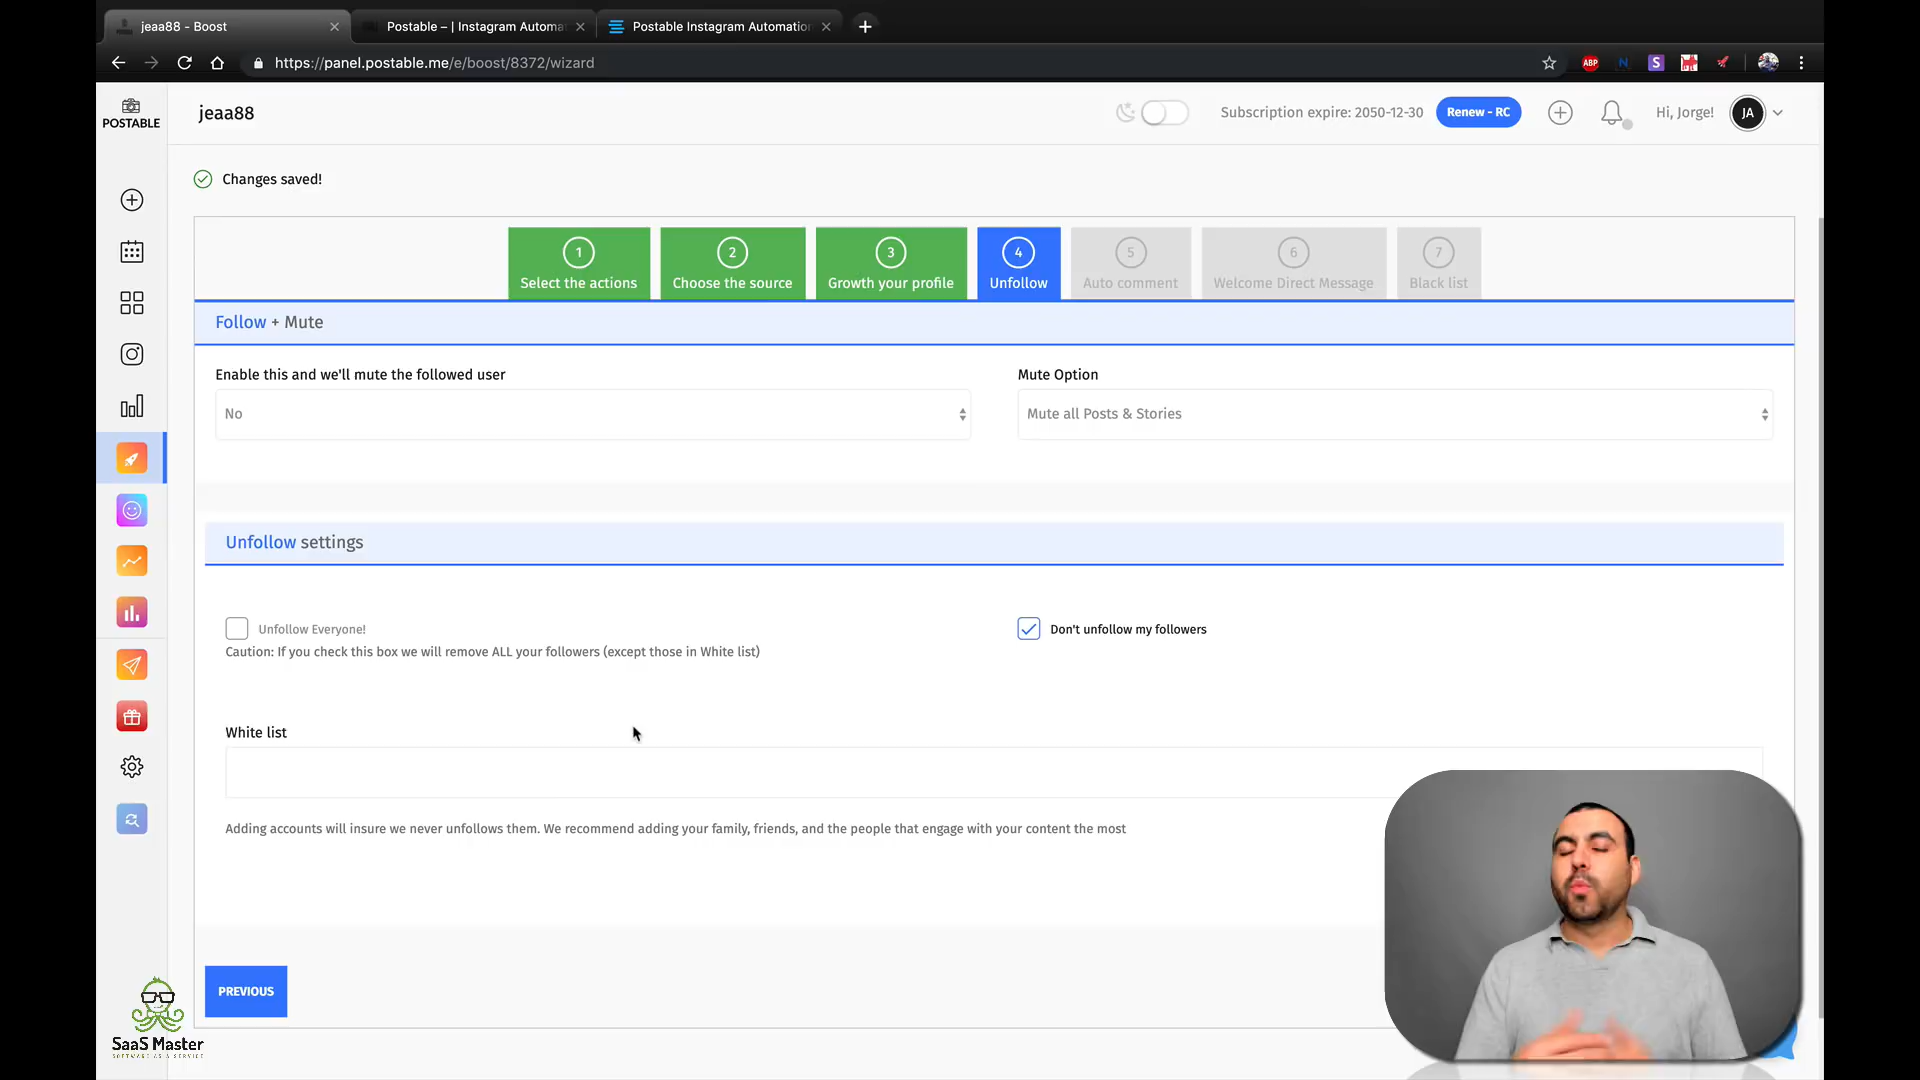 jeaa88 - Boost
Postable – | Instagram Automa
Postable Instagram Automation
https://panel.postable.me/e/boost/8372/wizard
ABP
N
S
POSTABLE
jeaa88
Subscription expire: 2050-12-30
Renew - RC
Hi, Jorge!
JA
Changes saved!
1
2
3
4
5
6
7
Select the actions
Choose the source
Growth your profile
Unfollow
Auto comment
Welcome Direct Message
Black list
Follow + Mute
Enable this and we'll mute the followed user
Mute Option
No
Mute all Posts & Stories
Unfollow settings
Unfollow Everyone!
Don't unfollow my followers
Caution: If you check this box we will remove ALL your followers (except those in White list)
White list
Adding accounts will insure we never unfollows them. We recommend adding your family, friends, and the people that engage with your content the most
PREVIOUS
SaaS Master
SOFTWARE AS A SERVICE